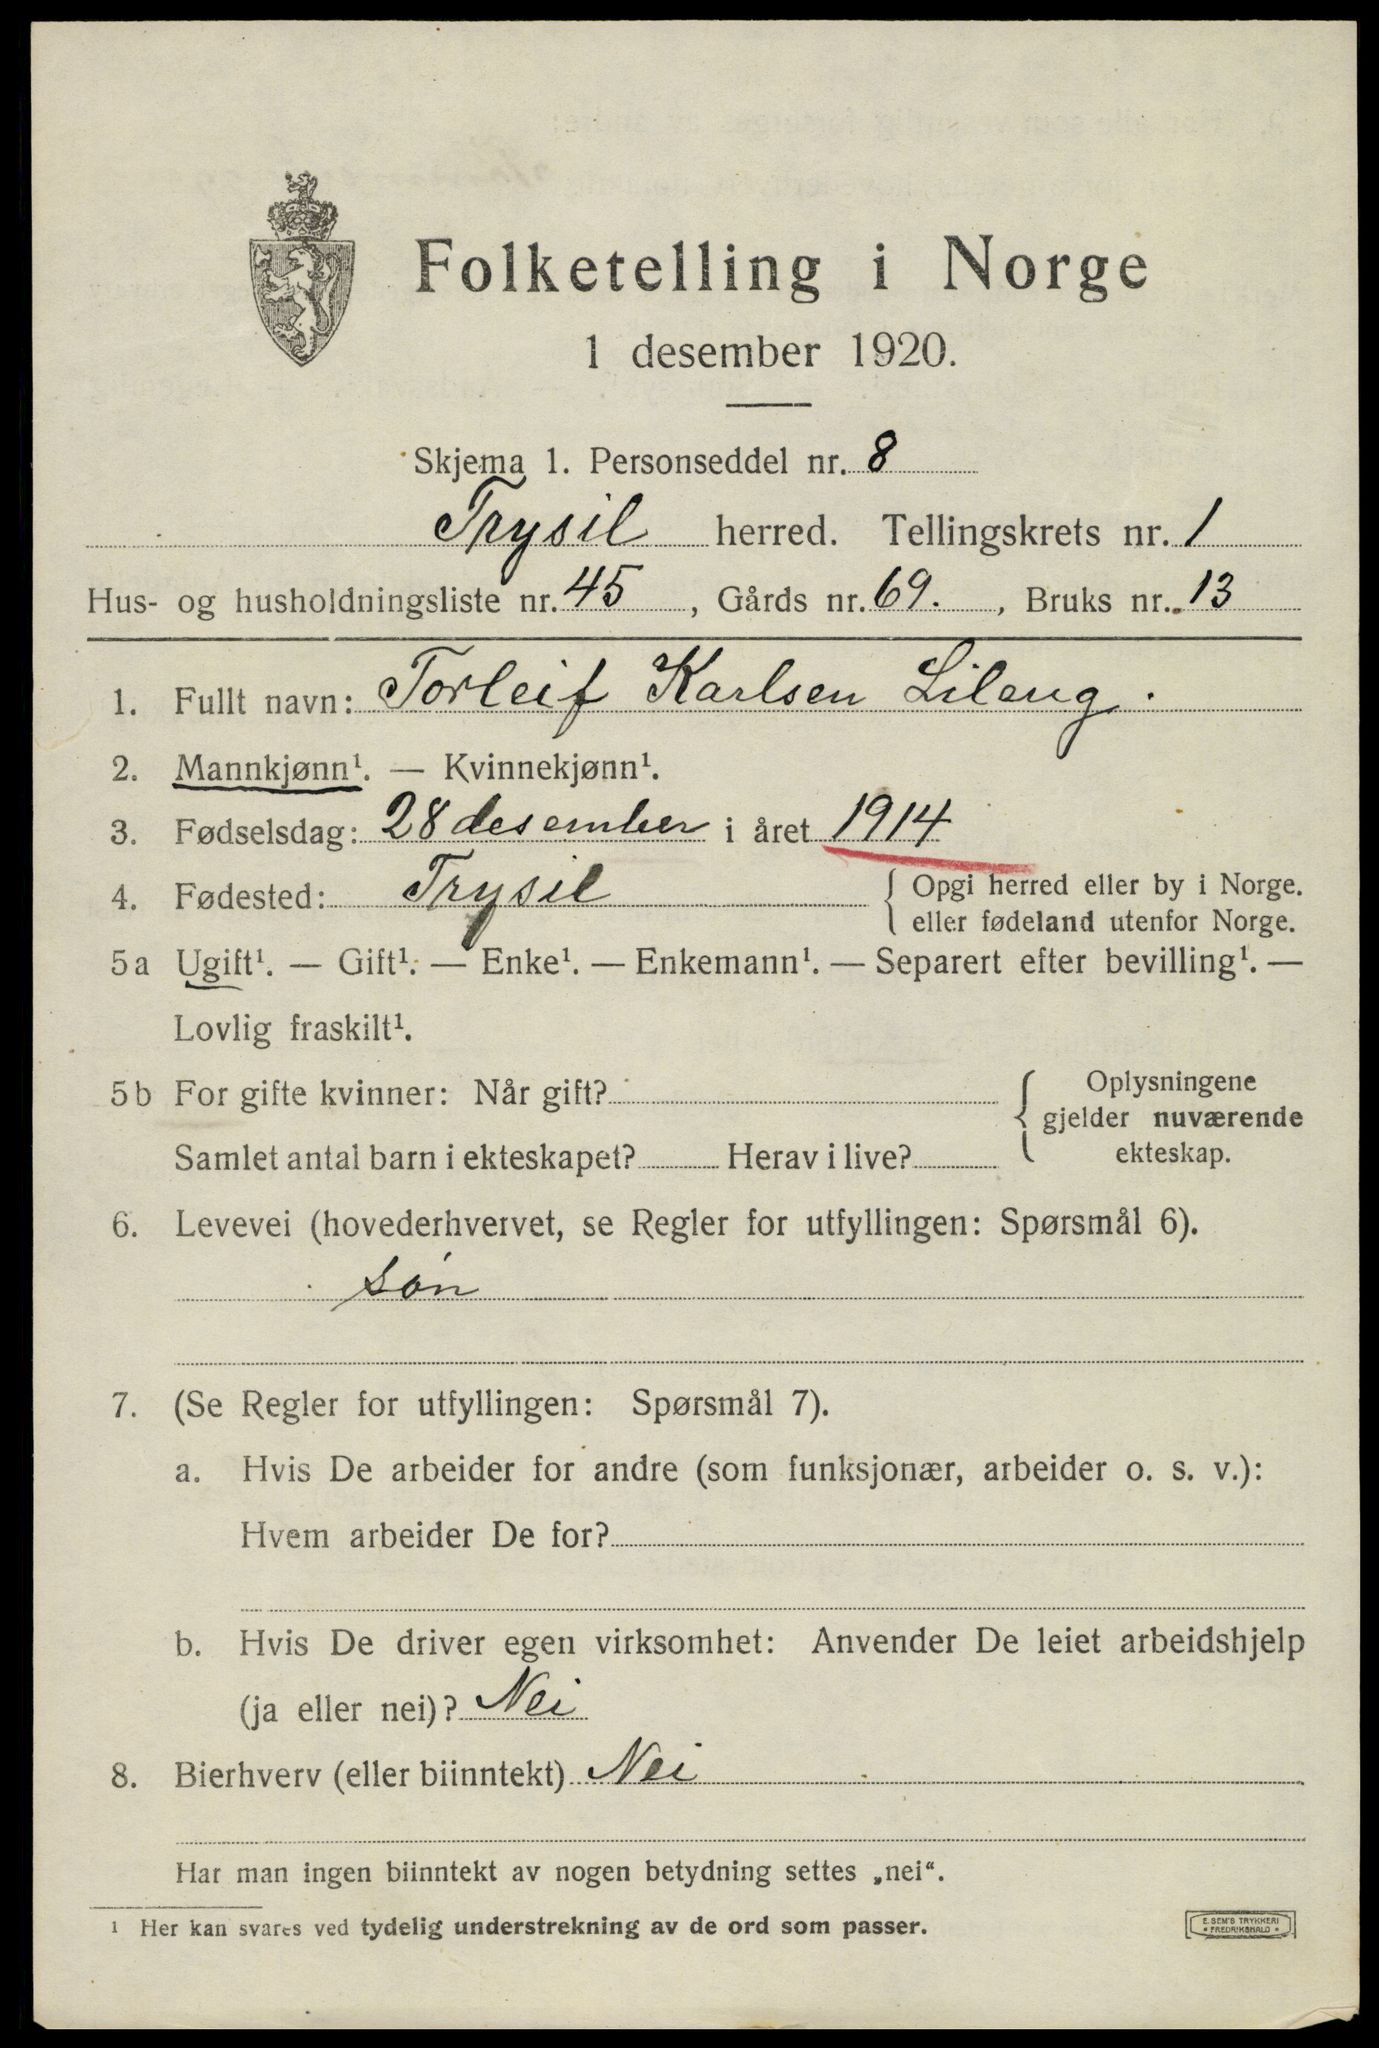 Folketelling i Norge
1 desember 1920.
Skjema 1. Personseddel nr. 8
Trysil herred. Tellingskrets nr. 1
Hus- og husholdningsliste nr. 45, Gårds nr. 69., Bruks nr. 13
1. Fullt navn: Torleif Karlsen Lileng.
2. Mannkjønn¹. — Kvinnekjønn¹.
3. Fødselsdag: 28 desember i året 1914
4. Fødested: Trysil { Opgi herred eller by i Norge.
eller fødeland utenfor Norge.
5a Ugift¹. — Gift¹. — Enke¹. — Enkemann¹. — Separert efter bevilling¹. —
Lovlig fraskilt¹.
5b For gifte kvinner: Når gift? { Oplysningene
gjelder nuværende
Samlet antal barn i ekteskapet? Herav i live? ekteskap.
6. Levevei (hovederhvervet, se Regler for utfyllingen: Spørsmål 6).
søn
7. (Se Regler for utfyllingen: Spørsmål 7).
a. Hvis De arbeider for andre (som funksjonær, arbeider o. s. v.):
Hvem arbeider De for?
b. Hvis De driver egen virksomhet: Anvender De leiet arbeidshjelp
(ja eller nei)? Nei
8. Bierhverv (eller biinntekt) Nei
Har man ingen biinntekt av nogen betydning settes „nei“.
¹ Her kan svares ved tydelig understrekning av de ord som passer.
E. SEM'S TRYKKERI
• FREDRIKSHALD •